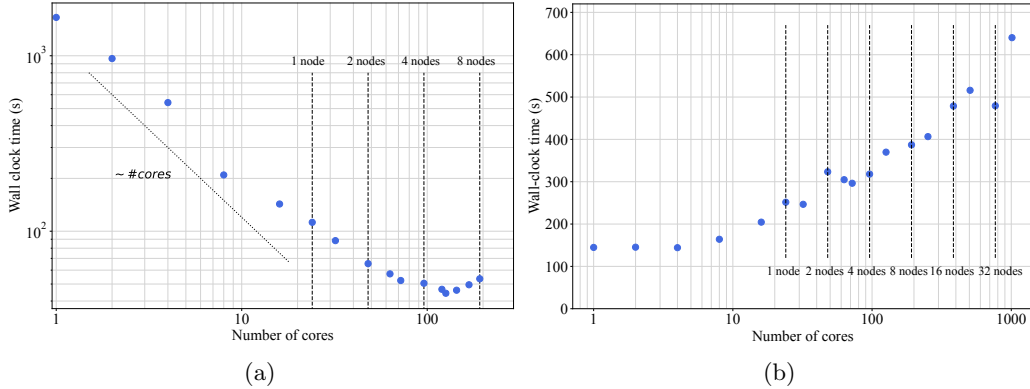 10³
10²
Wall clock time (s)
1 node
2 nodes
4 nodes
8 nodes
~ #cores
1
10
100
Number of cores
(a)
700
600
500
400
300
200
100
0
Wall-clock time (s)
1 node
2 nodes
4 nodes
8 nodes
16 nodes
32 nodes
1
10
100
1000
Number of cores
(b)